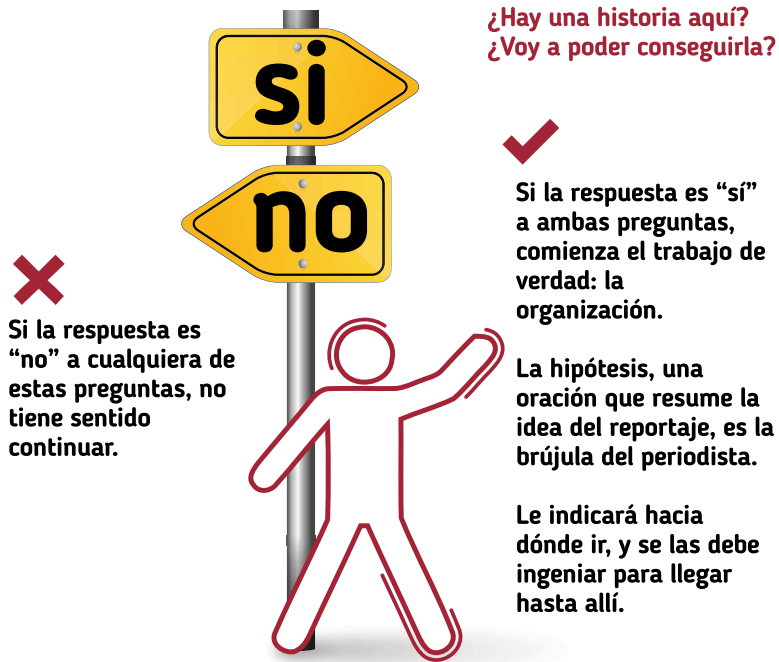 ¿Hay una historia aquí?
¿Voy a poder conseguirla?
si
no
Si la respuesta es “sí”
a ambas preguntas,
comienza el trabajo de
verdad: la
organización.
La hipótesis, una
oración que resume la
idea del reportaje, es la
brújula del periodista.
Le indicará hacia
dónde ir, y se las debe
ingeniar para llegar
hasta allí.
Si la respuesta es
“no” a cualquiera de
estas preguntas, no
tiene sentido
continuar.